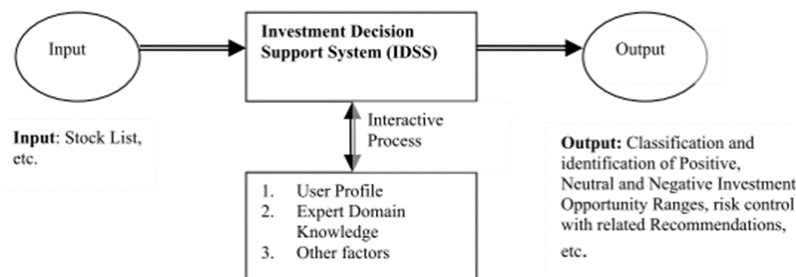 Input
Investment Decision
Support System (IDSS)
Output
Interactive
Process
Input: Stock List,
etc.
1. User Profile
2. Expert Domain
Knowledge
3. Other factors
Output: Classification and
identification of Positive,
Neutral and Negative Investment
Opportunity Ranges, risk control
with related Recommendations,
etc.